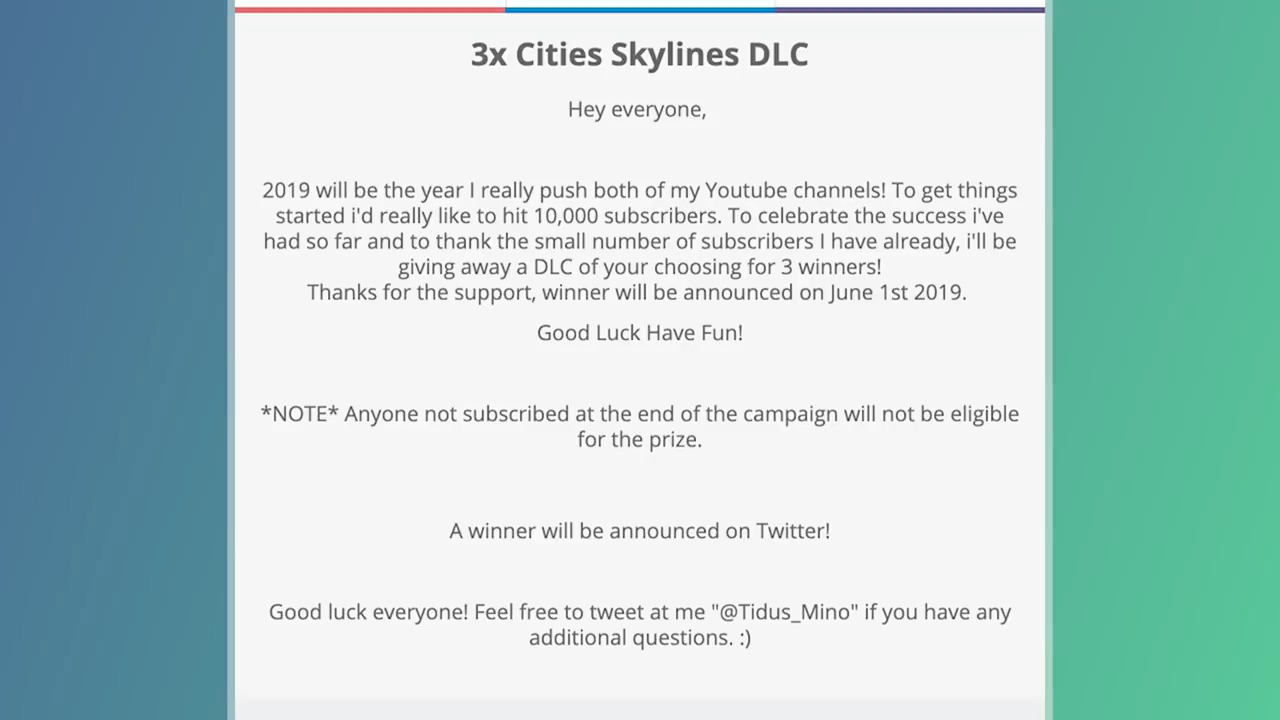 3x Cities Skylines DLC
Hey everyone,
2019 will be the year I really push both of my Youtube channels! To get things
started i'd really like to hit 10,000 subscribers. To celebrate the success i've
had so far and to thank the small number of subscribers I have already, i'll be
giving away a DLC of your choosing for 3 winners!
Thanks for the support, winner will be announced on June 1st 2019.
Good Luck Have Fun!
*NOTE* Anyone not subscribed at the end of the campaign will not be eligible
for the prize.
A winner will be announced on Twitter!
Good luck everyone! Feel free to tweet at me "@Tidus_Mino" if you have any
additional questions. :)